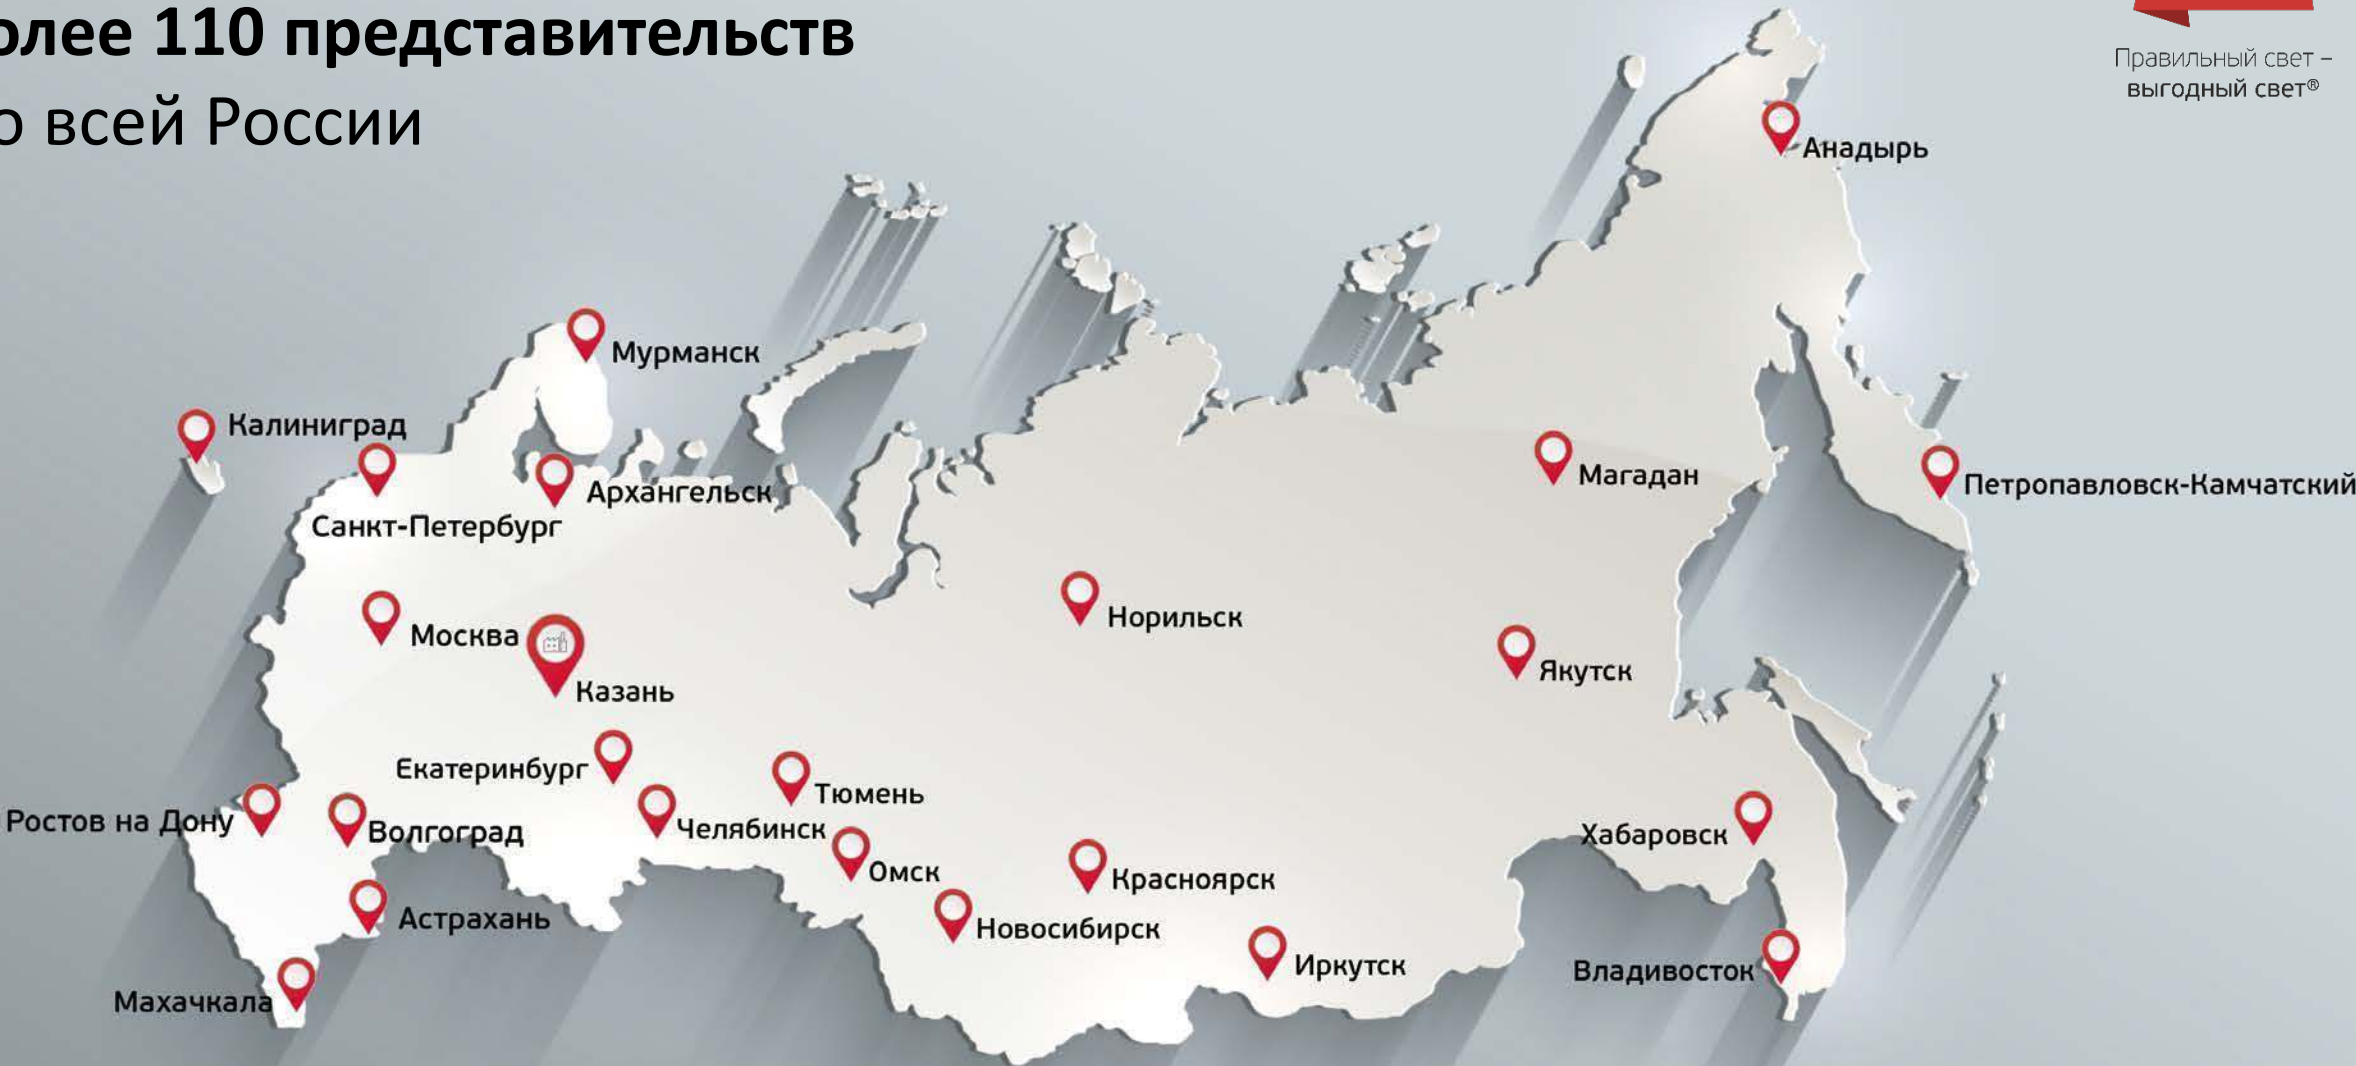 олее 110 представительств
о всей России
Правильный свет –
выгодный свет®
Анадырь
Мурманск
Калининград
Архангельск
Санкт-Петербург
Магадан
Петропавловск-Камчатский
Норильск
Москва
Якутск
Казань
Екатеринбург
Тюмень
Ростов на Дону
Волгоград
Челябинск
Хабаровск
Омск
Красноярск
Астрахань
Новосибирск
Иркутск
Владивосток
Махачкала